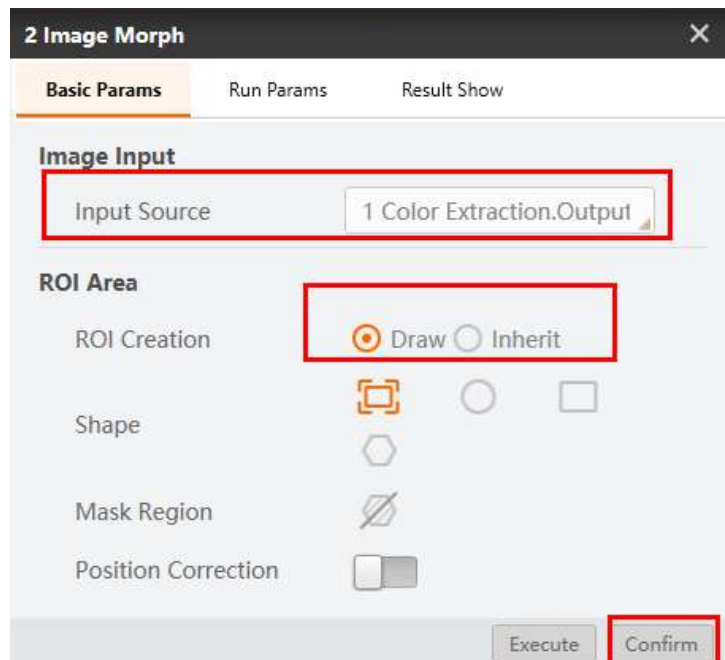 2 Image Morph
Basic Params Run Params Result Show
Image Input
Input Source 1 Color Extraction.Output
ROI Area
ROI Creation Draw Inherit
Shape
Mask Region
Position Correction
Execute Confirm